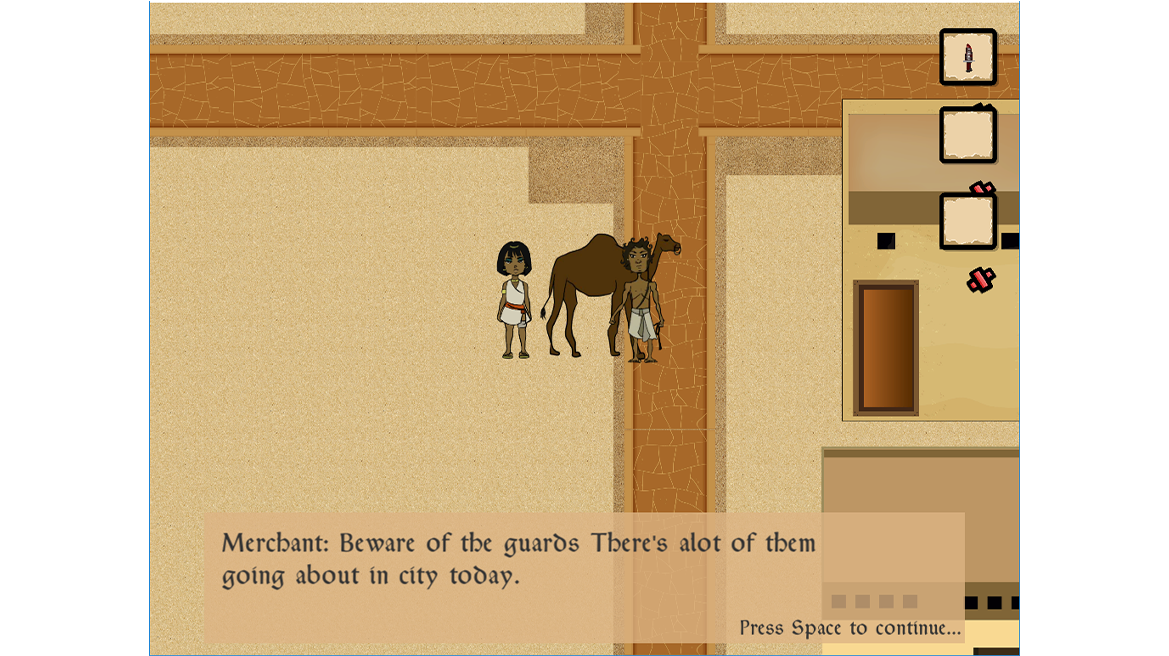 Merchant: Beware of the guards There's alot of them
going about in city today.
Press Space to continue...